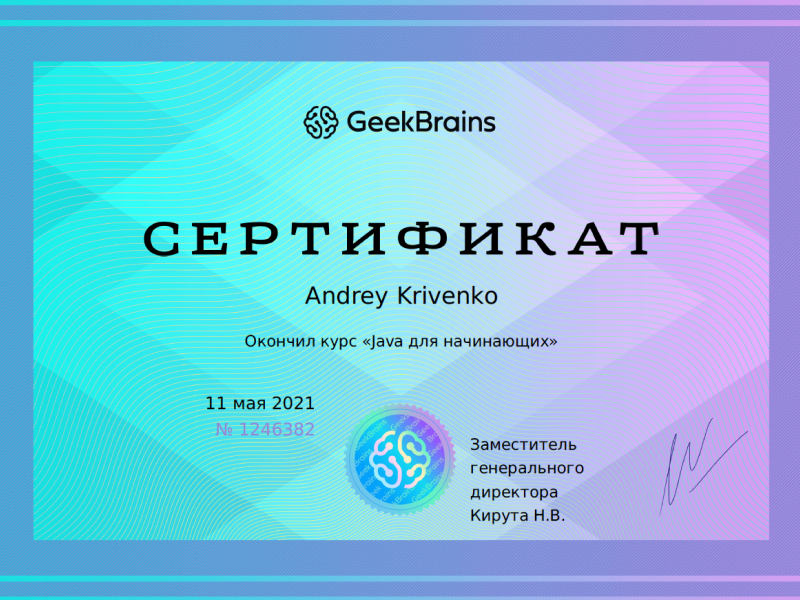 GeekBrains
СЕРТИФИКАТ
Andrey Krivenko
Окончил курс «Java для начинающих»
11 мая 2021
№ 1246382
Заместитель
генерального
директора
Кирута Н.В.